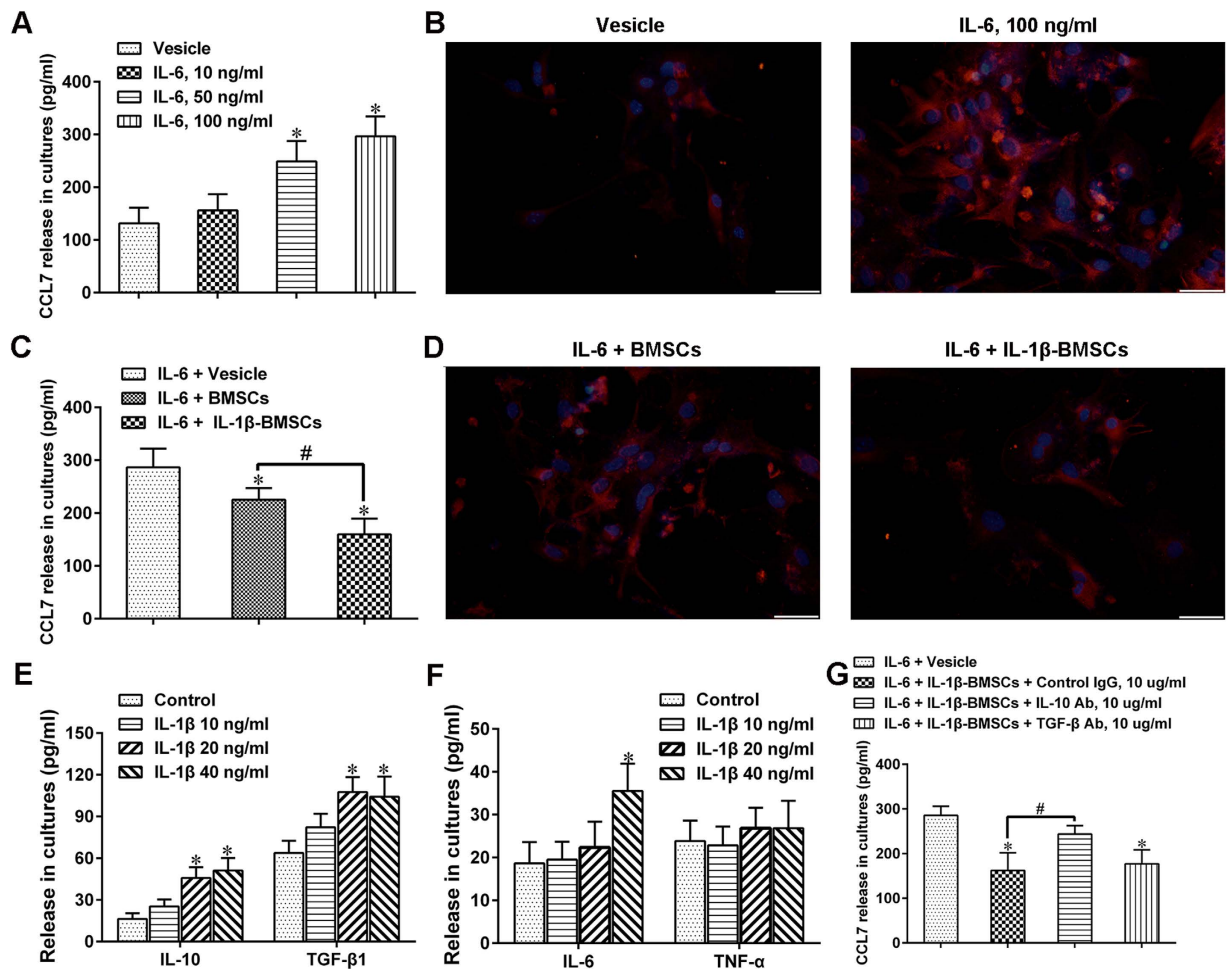 A
Vesicle
IL-6, 10 ng/ml
IL-6, 50 ng/ml
IL-6, 100 ng/ml
CCL7 release in cultures (pg/ml)
400
300
200
100
0
*
*
B
Vesicle
IL-6, 100 ng/ml
C
IL-6 + Vesicle
IL-6 + BMSCs
IL-6 + IL-1β-BMSCs
CCL7 release in cultures (pg/ml)
400
300
200
100
0
#
*
*
D
IL-6 + BMSCs
IL-6 + IL-1β-BMSCs
E
Control
IL-1β 10 ng/ml
IL-1β 20 ng/ml
IL-1β 40 ng/ml
Release in cultures (pg/ml)
150
120
90
60
30
0
*
*
*
*
IL-10
TGF-β1
F
Control
IL-1β 10 ng/ml
IL-1β 20 ng/ml
IL-1β 40 ng/ml
Release in cultures (pg/ml)
50
40
30
20
10
0
*
IL-6
TNF-α
G
IL-6 + Vesicle
IL-6 + IL-1β-BMSCs + Control IgG, 10 ug/ml
IL-6 + IL-1β-BMSCs + IL-10 Ab, 10 ug/ml
IL-6 + IL-1β-BMSCs + TGF-β Ab, 10 ug/ml
CCL7 release in cultures (pg/ml)
400
300
200
100
0
#
*
*